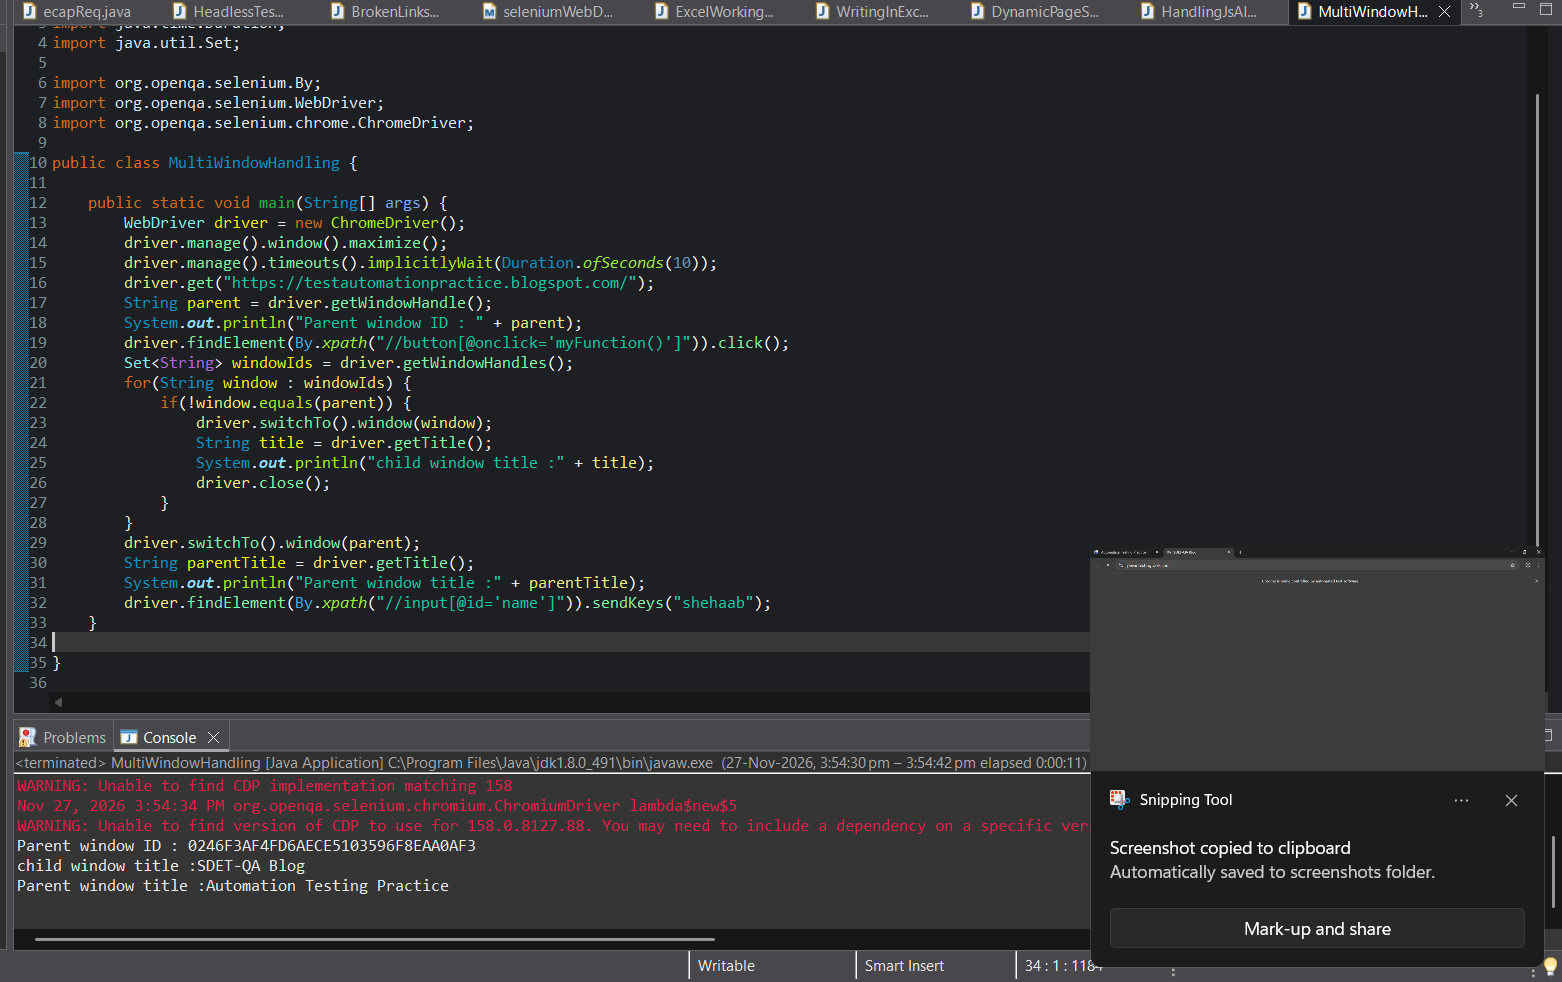 ecapReq.java HeadlessTes... BrokenLinks... seleniumWebD... ExcelWorking... WritingInExc... DynamicPageS... HandlingJsAl... MultiWindowH... 3
4 import java.util.Set;
5
6 import org.openqa.selenium.By;
7 import org.openqa.selenium.WebDriver;
8 import org.openqa.selenium.chrome.ChromeDriver;
9
10 public class MultiWindowHandling {
11
12 public static void main(String[] args) {
13 WebDriver driver = new ChromeDriver();
14 driver.manage().window().maximize();
15 driver.manage().timeouts().implicitlyWait(Duration.ofSeconds(10));
16 driver.get("https://testautomationpractice.blogspot.com/");
17 String parent = driver.getWindowHandle();
18 System.out.println("Parent window ID : " + parent);
19 driver.findElement(By.xpath("//button[@onclick='myFunction()']")).click();
20 Set<String> windowIds = driver.getWindowHandles();
21 for(String window : windowIds) {
22 if(!window.equals(parent)) {
23 driver.switchTo().window(window);
24 String title = driver.getTitle();
25 System.out.println("child window title :" + title);
26 driver.close();
27 }
28 }
29 driver.switchTo().window(parent);
30 String parentTitle = driver.getTitle();
31 System.out.println("Parent window title :" + parentTitle);
32 driver.findElement(By.xpath("//input[@id='name']")).sendKeys("shehaab");
33 }
34
35 }
36
Chrome is being controlled by automated test software
Problems Console
<terminated> MultiWindowHandling [Java Application] C:\Program Files\Java\jdk1.8.0_491\bin\javaw.exe (27-Nov-2026, 3:54:30 pm – 3:54:42 pm elapsed 0:00:11)
WARNING: Unable to find CDP implementation matching 158
Nov 27, 2026 3:54:34 PM org.openqa.selenium.chromium.ChromiumDriver lambda$new$5
WARNING: Unable to find version of CDP to use for 158.0.8127.88. You may need to include a dependency on a specific ver
Parent window ID : 0246F3AF4FD6AECE5103596F8EAA0AF3
child window title :SDET-QA Blog
Parent window title :Automation Testing Practice
Snipping Tool
Screenshot copied to clipboard
Automatically saved to screenshots folder.
Mark-up and share
Writable Smart Insert 34 : 1 : 1184